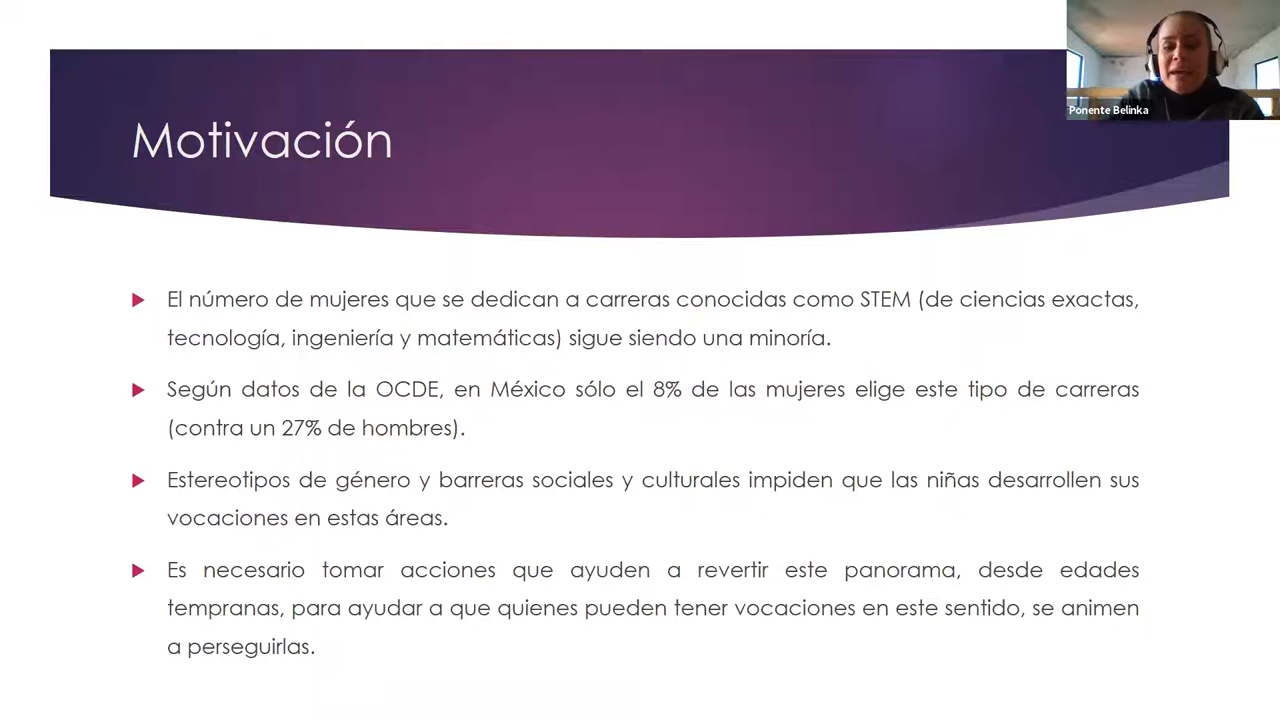 Ponente Belinka
Motivación
El número de mujeres que se dedican a carreras conocidas como STEM (de ciencias exactas,
tecnología, ingeniería y matemáticas) sigue siendo una minoría.
Según datos de la OCDE, en México sólo el 8% de las mujeres elige este tipo de carreras
(contra un 27% de hombres).
Estereotipos de género y barreras sociales y culturales impiden que las niñas desarrollen sus
vocaciones en estas áreas.
Es necesario tomar acciones que ayuden a revertir este panorama, desde edades
tempranas, para ayudar a que quienes pueden tener vocaciones en este sentido, se animen
a perseguirlas.